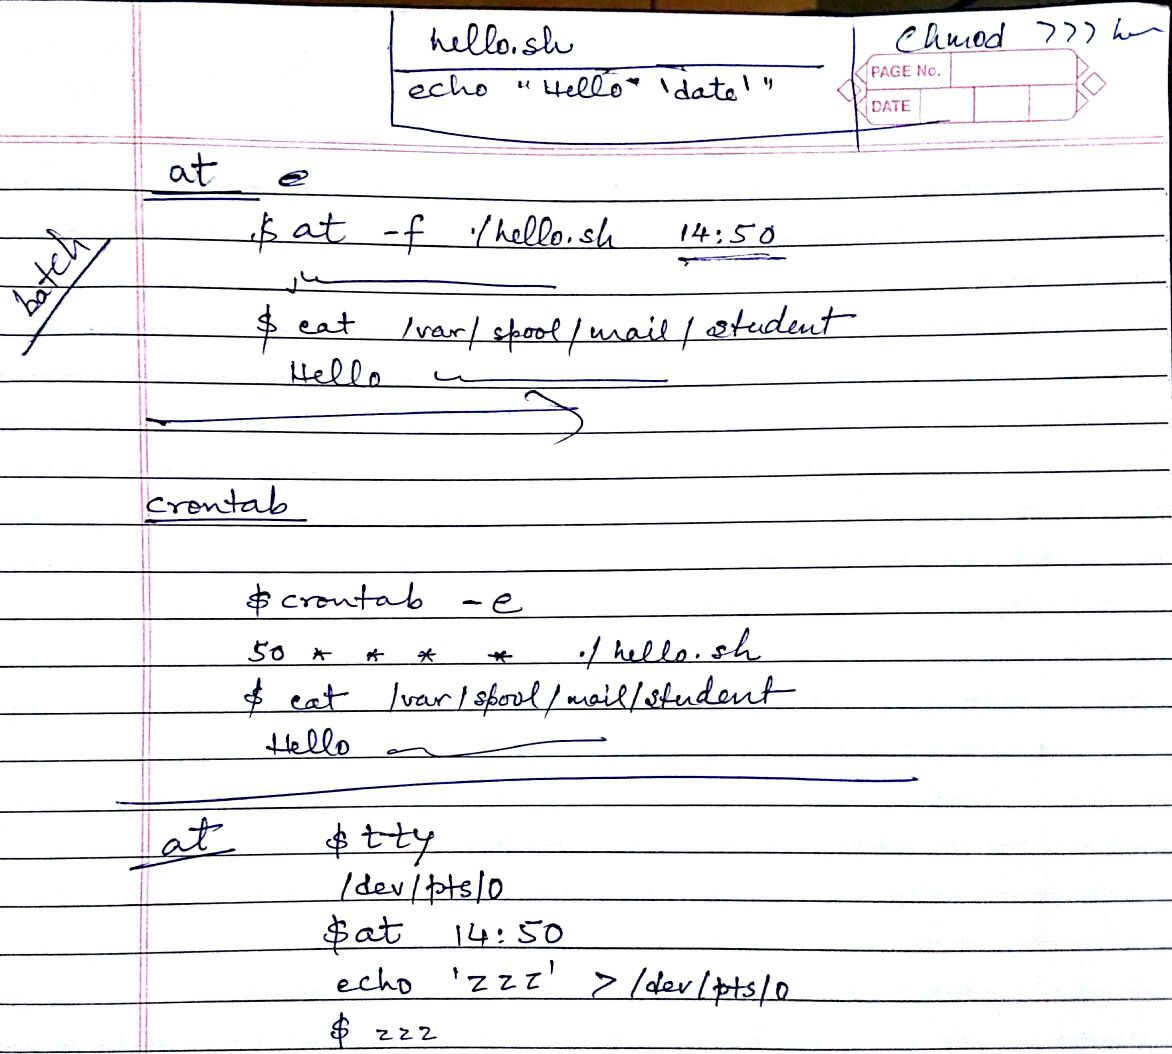 hello.sh
echo "Hello" 'date'"
Chmod 777
PAGE No.
DATE
at
$ at -f ./hello.sh 14:50
batch
$ cat /var/spool/mail/student
Hello
crontab
$ crontab -e
50 * * * * ./hello.sh
$ cat /var/spool/mail/student
Hello
at $ tty
/dev/pts/0
$ at 14:50
echo 'zzz' > /dev/pts/0
$ zzz